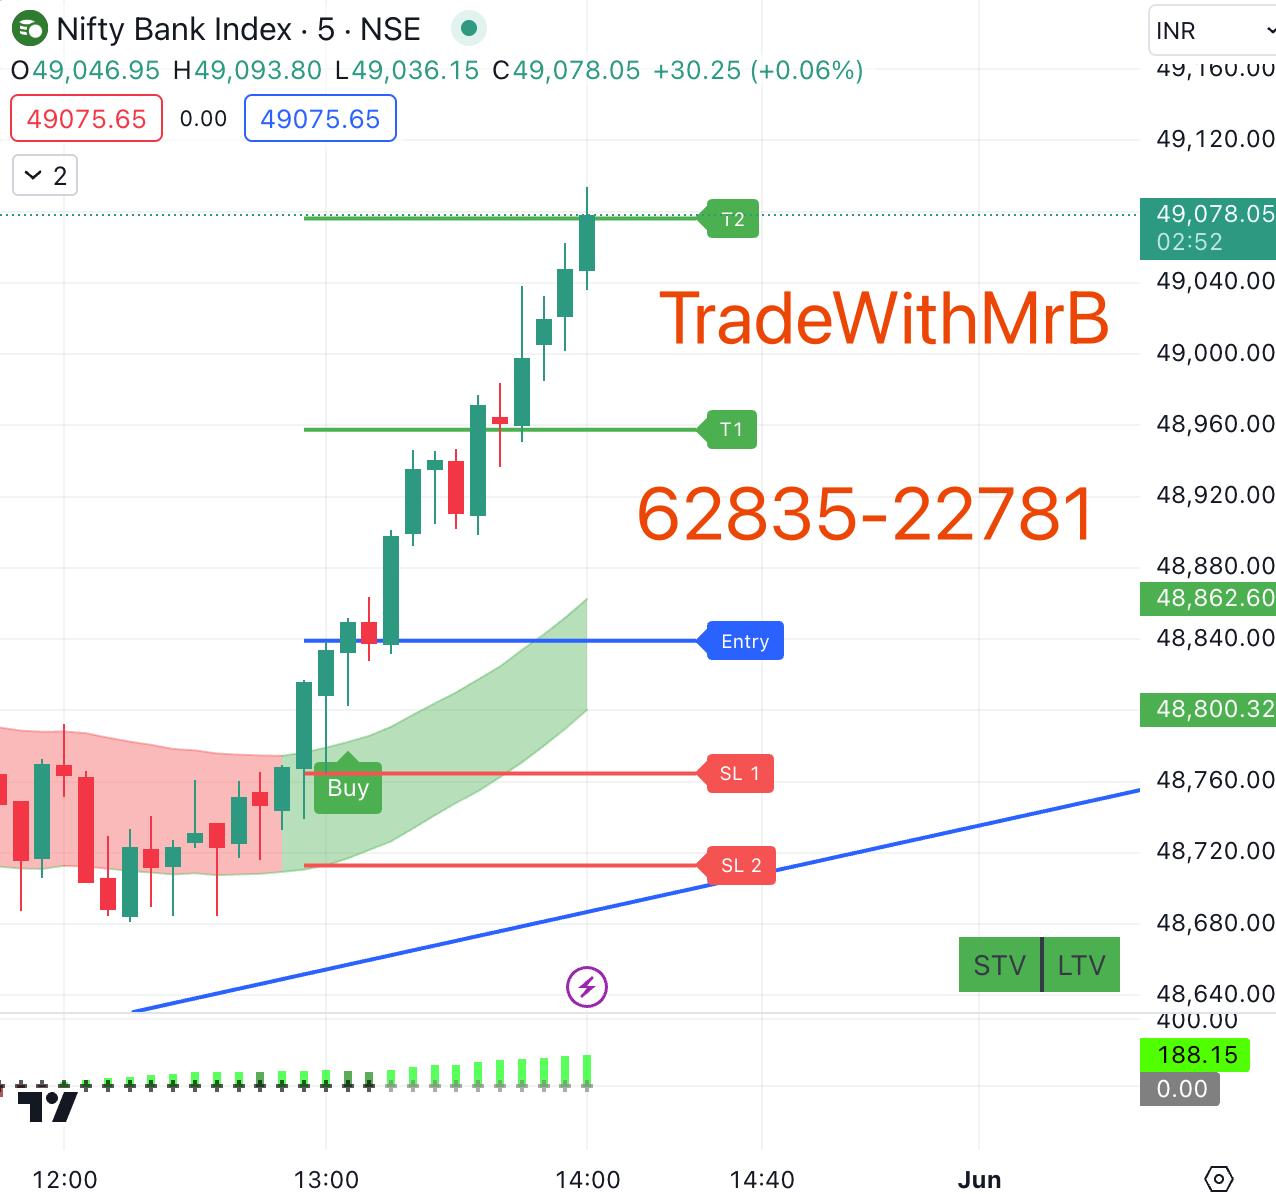 Nifty Bank Index · 5 · NSE
INR
O49,046.95 H49,093.80 L49,036.15 C49,078.05 +30.25 (+0.06%)
49,160.00
49075.65 0.00 49075.65
49,120.00
2
T2
49,078.05
02:52
49,040.00
TradeWithMrB
49,000.00
T1
48,960.00
62835-22781
48,920.00
48,880.00
48,862.60
Entry
48,840.00
48,800.32
SL 1
48,760.00
Buy
48,720.00
SL 2
48,680.00
STV LTV
48,640.00
400.00
188.15
0.00
12:00 13:00 14:00 14:40 Jun